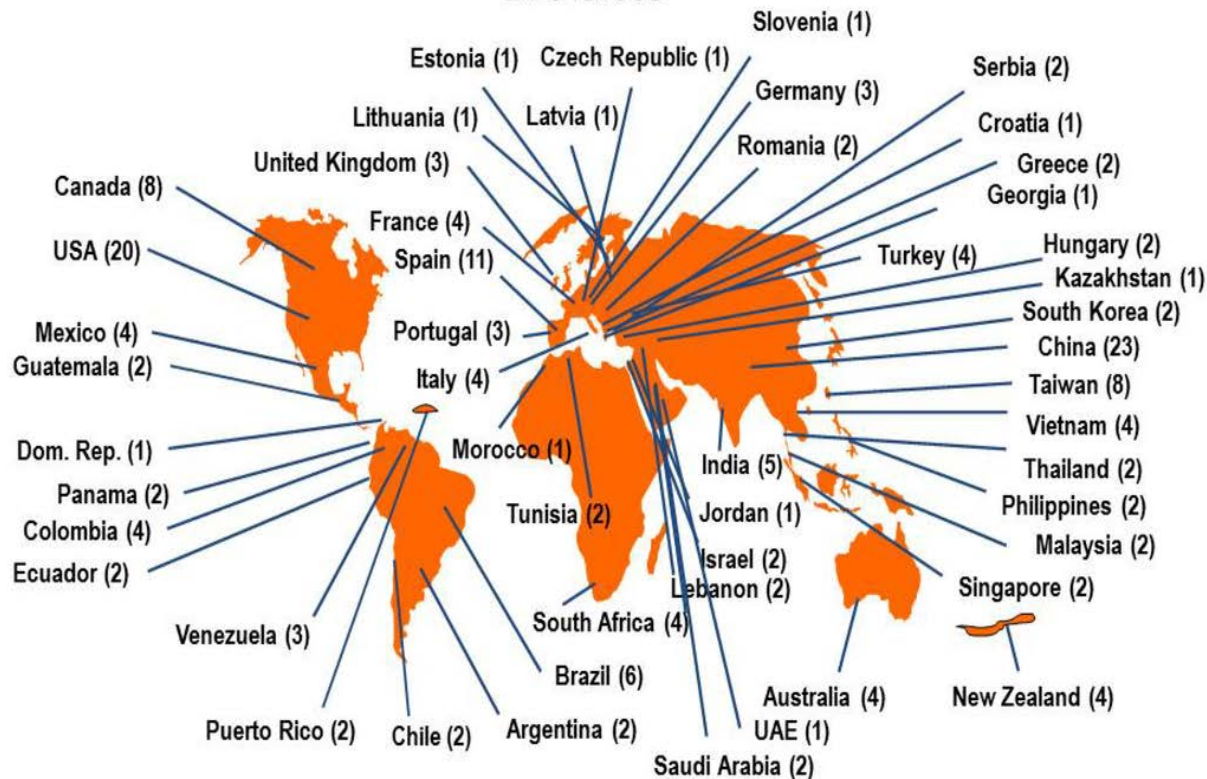 Slovenia (1)
Estonia (1)
Czech Republic (1)
Serbia (2)
Germany (3)
Lithuania (1)
Latvia (1)
Croatia (1)
Romania (2)
United Kingdom (3)
Greece (2)
Canada (8)
Georgia (1)
France (4)
USA (20)
Spain (11)
Turkey (4)
Hungary (2)
Kazakhstan (1)
South Korea (2)
Mexico (4)
Portugal (3)
China (23)
Guatemala (2)
Italy (4)
Taiwan (8)
Vietnam (4)
Dom. Rep. (1)
Morocco (1)
India (5)
Thailand (2)
Panama (2)
Tunisia (2)
Jordan (1)
Philippines (2)
Colombia (4)
Malaysia (2)
Ecuador (2)
Israel (2)
Lebanon (2)
Singapore (2)
South Africa (4)
Venezuela (3)
Brazil (6)
Australia (4)
New Zealand (4)
Puerto Rico (2)
Chile (2)
Argentina (2)
UAE (1)
Saudi Arabia (2)